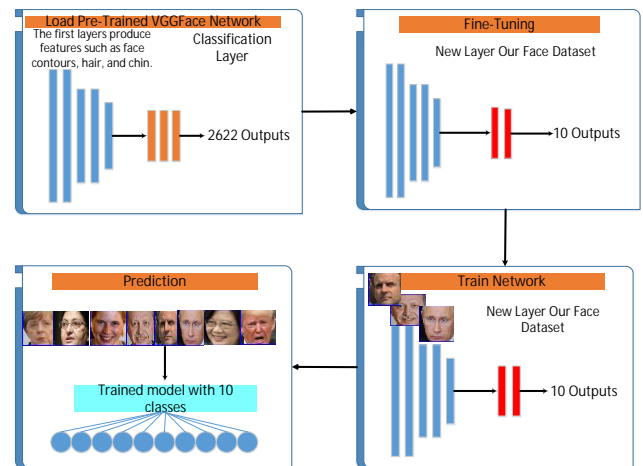 Load Pre-Trained VGGFace Network
The first layers produce
features such as face
contours, hair, and chin.
Classification
Layer
2622 Outputs
Fine-Tuning
New Layer Our Face Dataset
10 Outputs
Prediction
Trained model with 10
classes
Train Network
New Layer Our Face
Dataset
10 Outputs